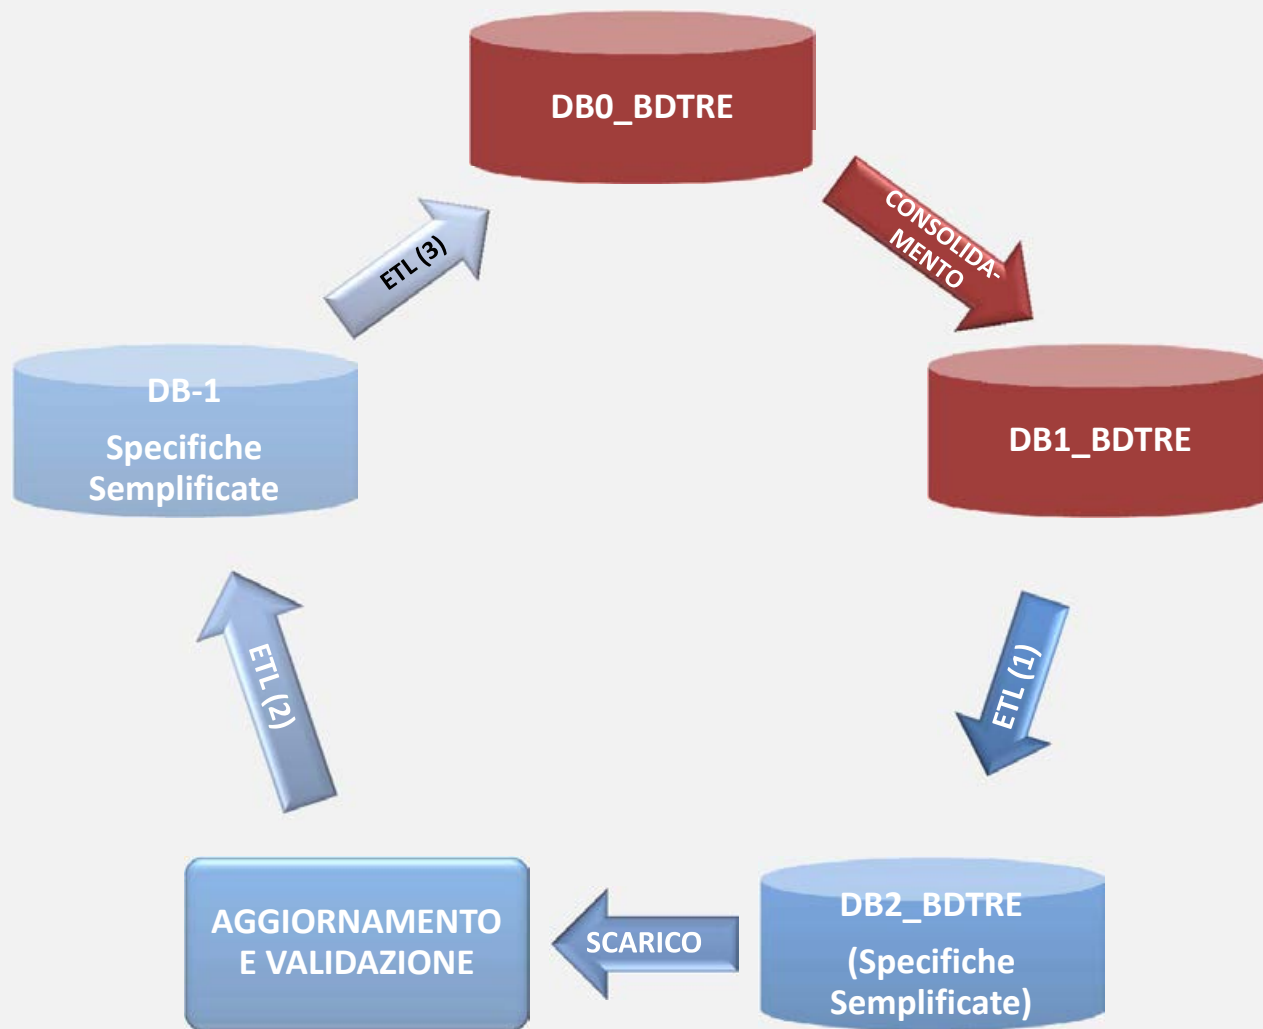 DB0_BDTRE
CONSOLIDA-
MENTO
ETL (3)
DB-1
Specifiche
Semplificate
DB1_BDTRE
ETL (2)
ETL (1)
AGGIORNAMENTO
E VALIDAZIONE
SCARICO
DB2_BDTRE
(Specifiche
Semplificate)